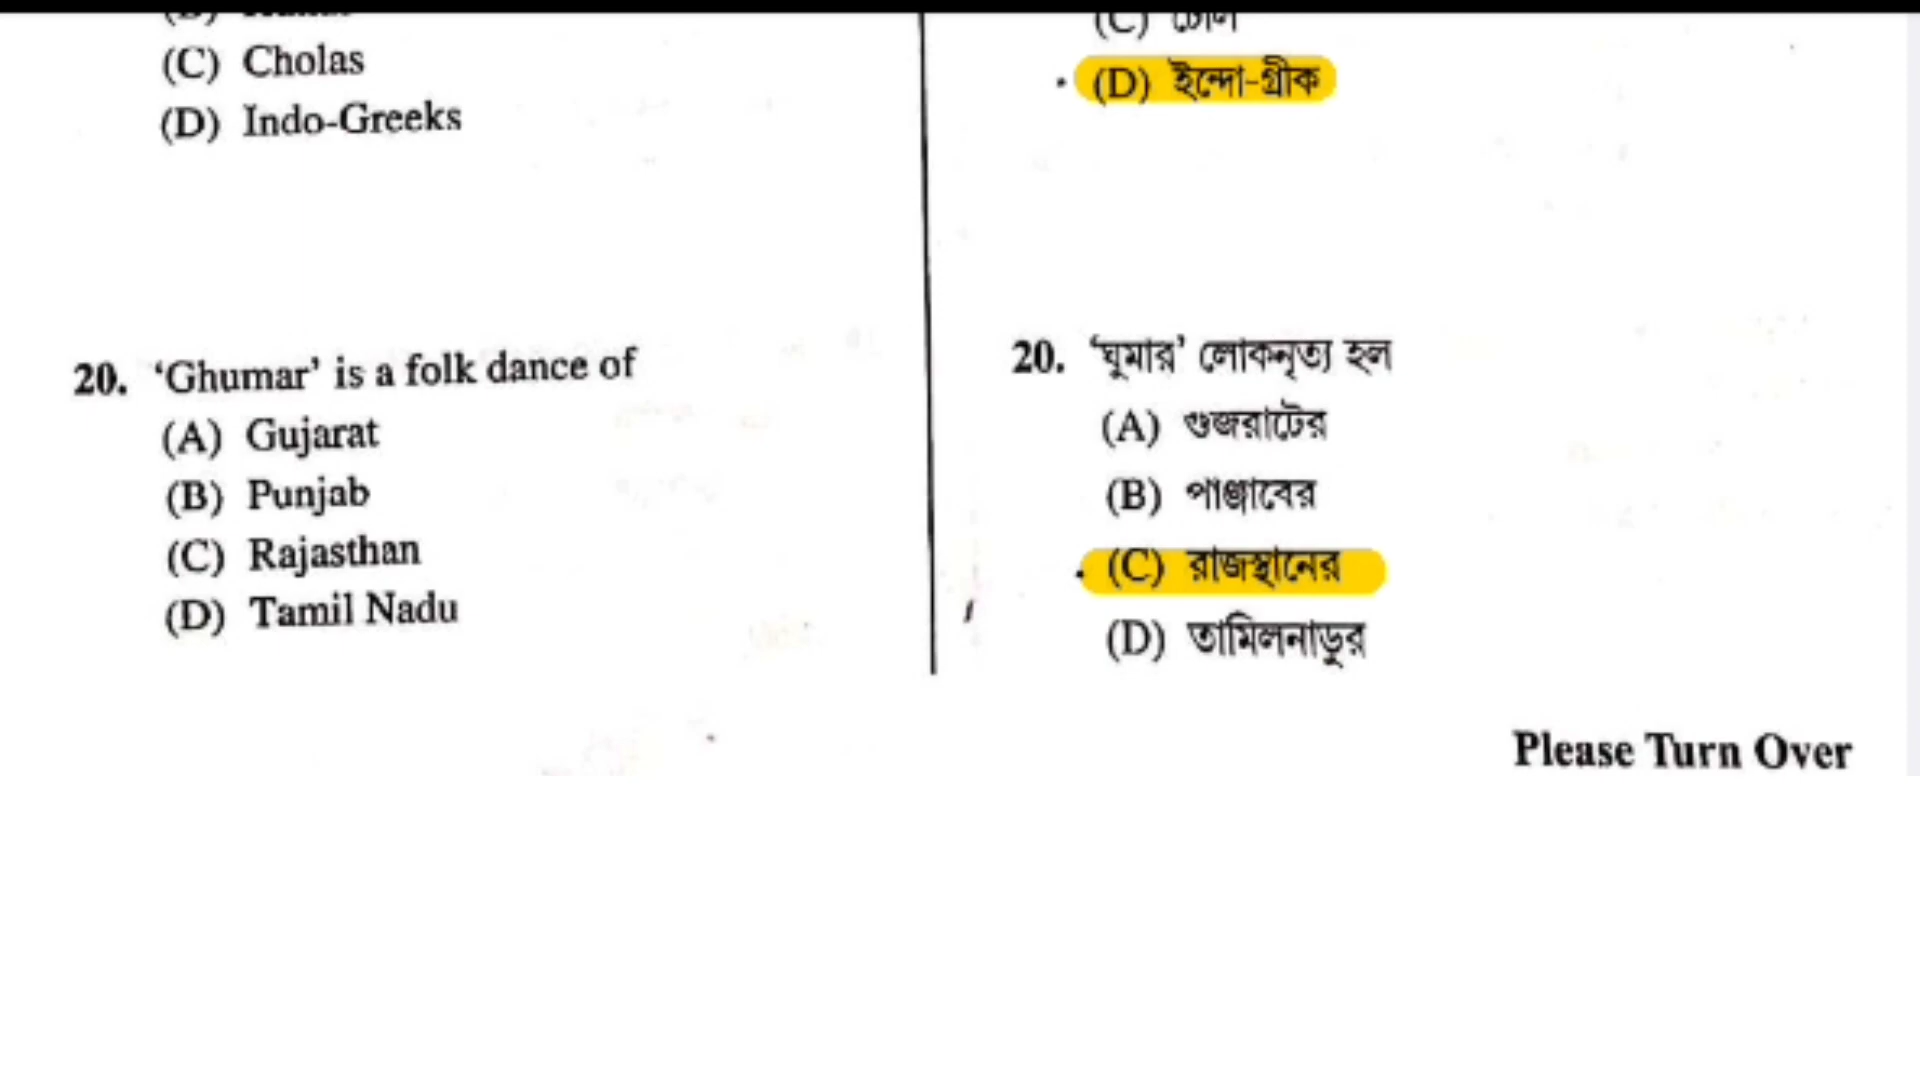 (C) Cholas
(D) Indo-Greeks
20. ‘Ghumar’ is a folk dance of
(A) Gujarat
(B) Punjab
(C) Rajasthan
(D) Tamil Nadu
(D) ইন্দো-গ্রীক
20. ‘ঘুমার’ লোকনৃত্য হল
(A) গুজরাটের
(B) পাঞ্জাবের
(C) রাজস্থানের
(D) তামিলনাড়ুর
Please Turn Over